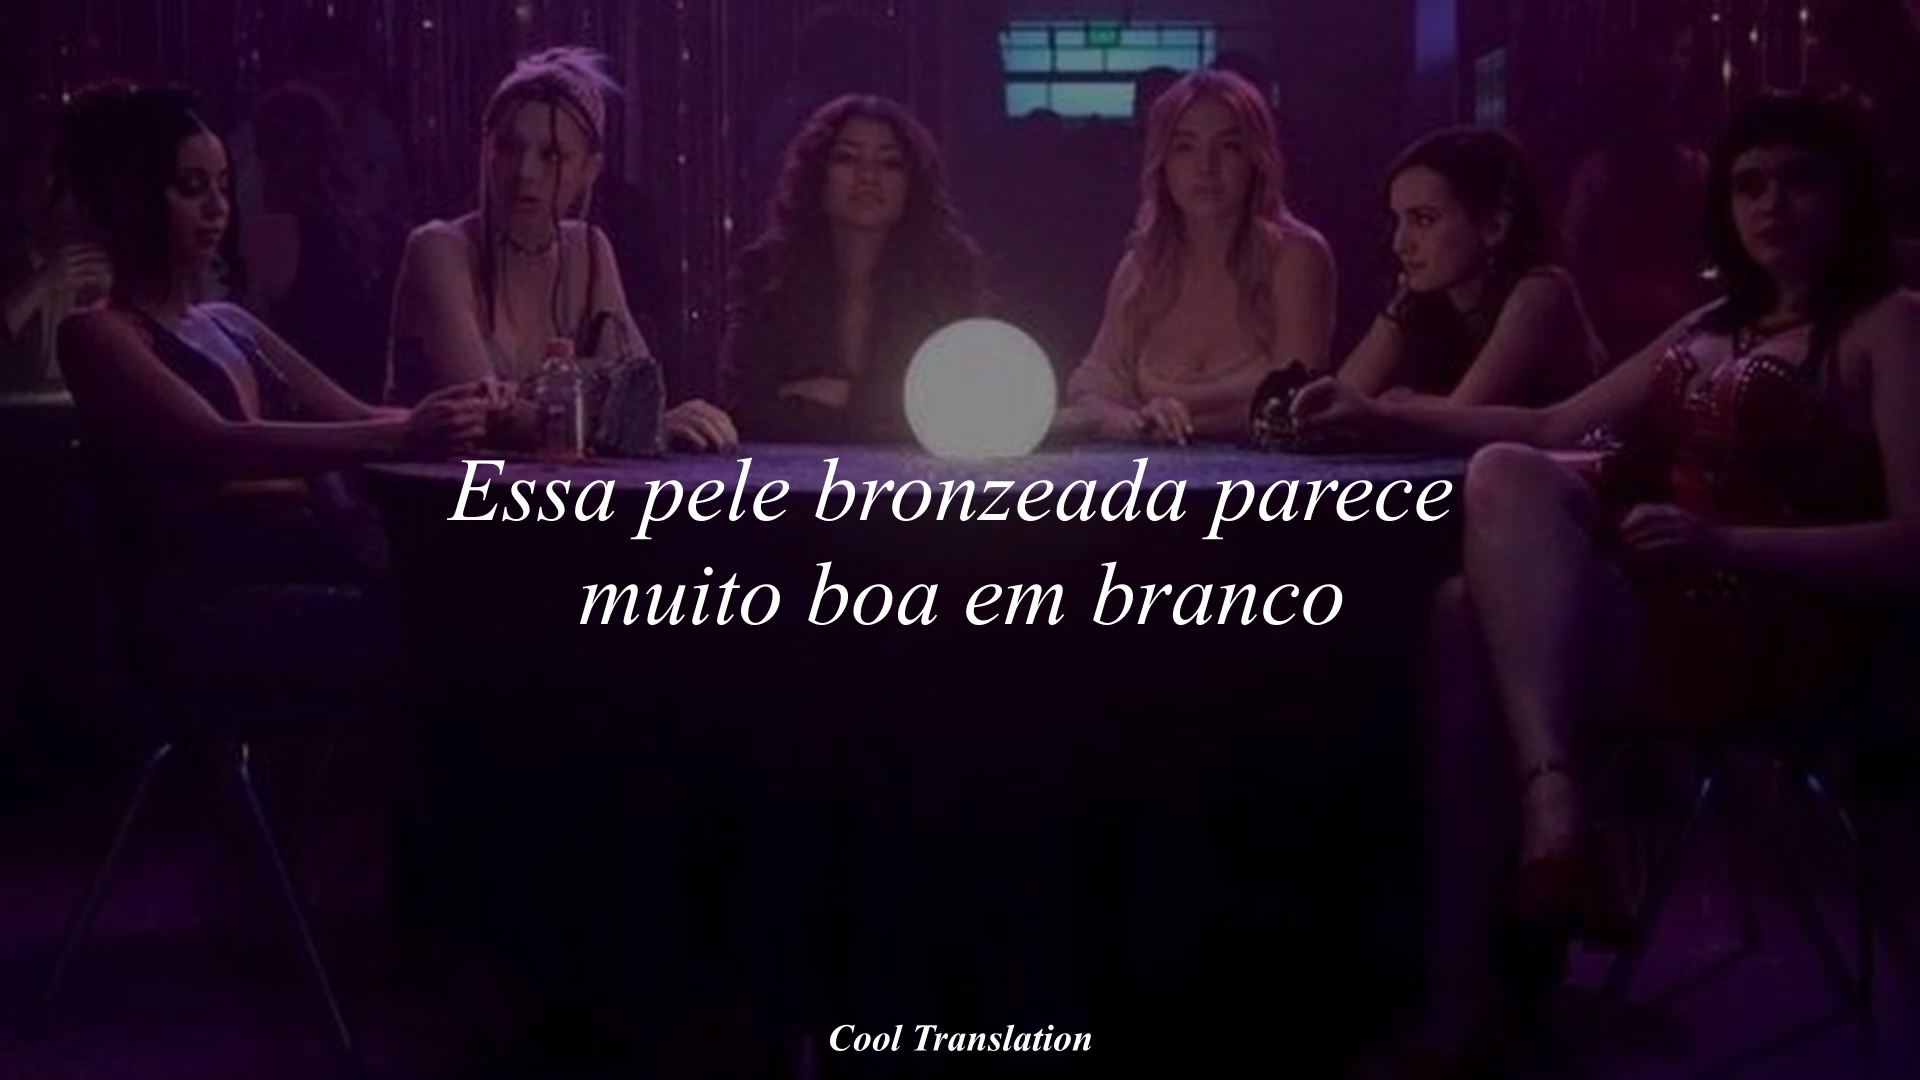 Essa pele bronzeada parece
muito boa em branco
Cool Translation